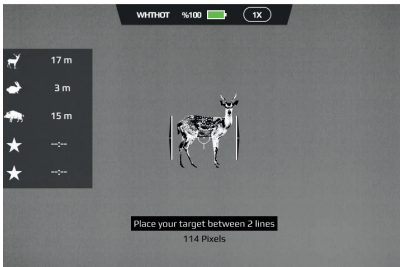 WHTHOT %100 1X
17 m
3 m
15 m
--:--
--:--
Place your target between 2 lines
114 Pixels